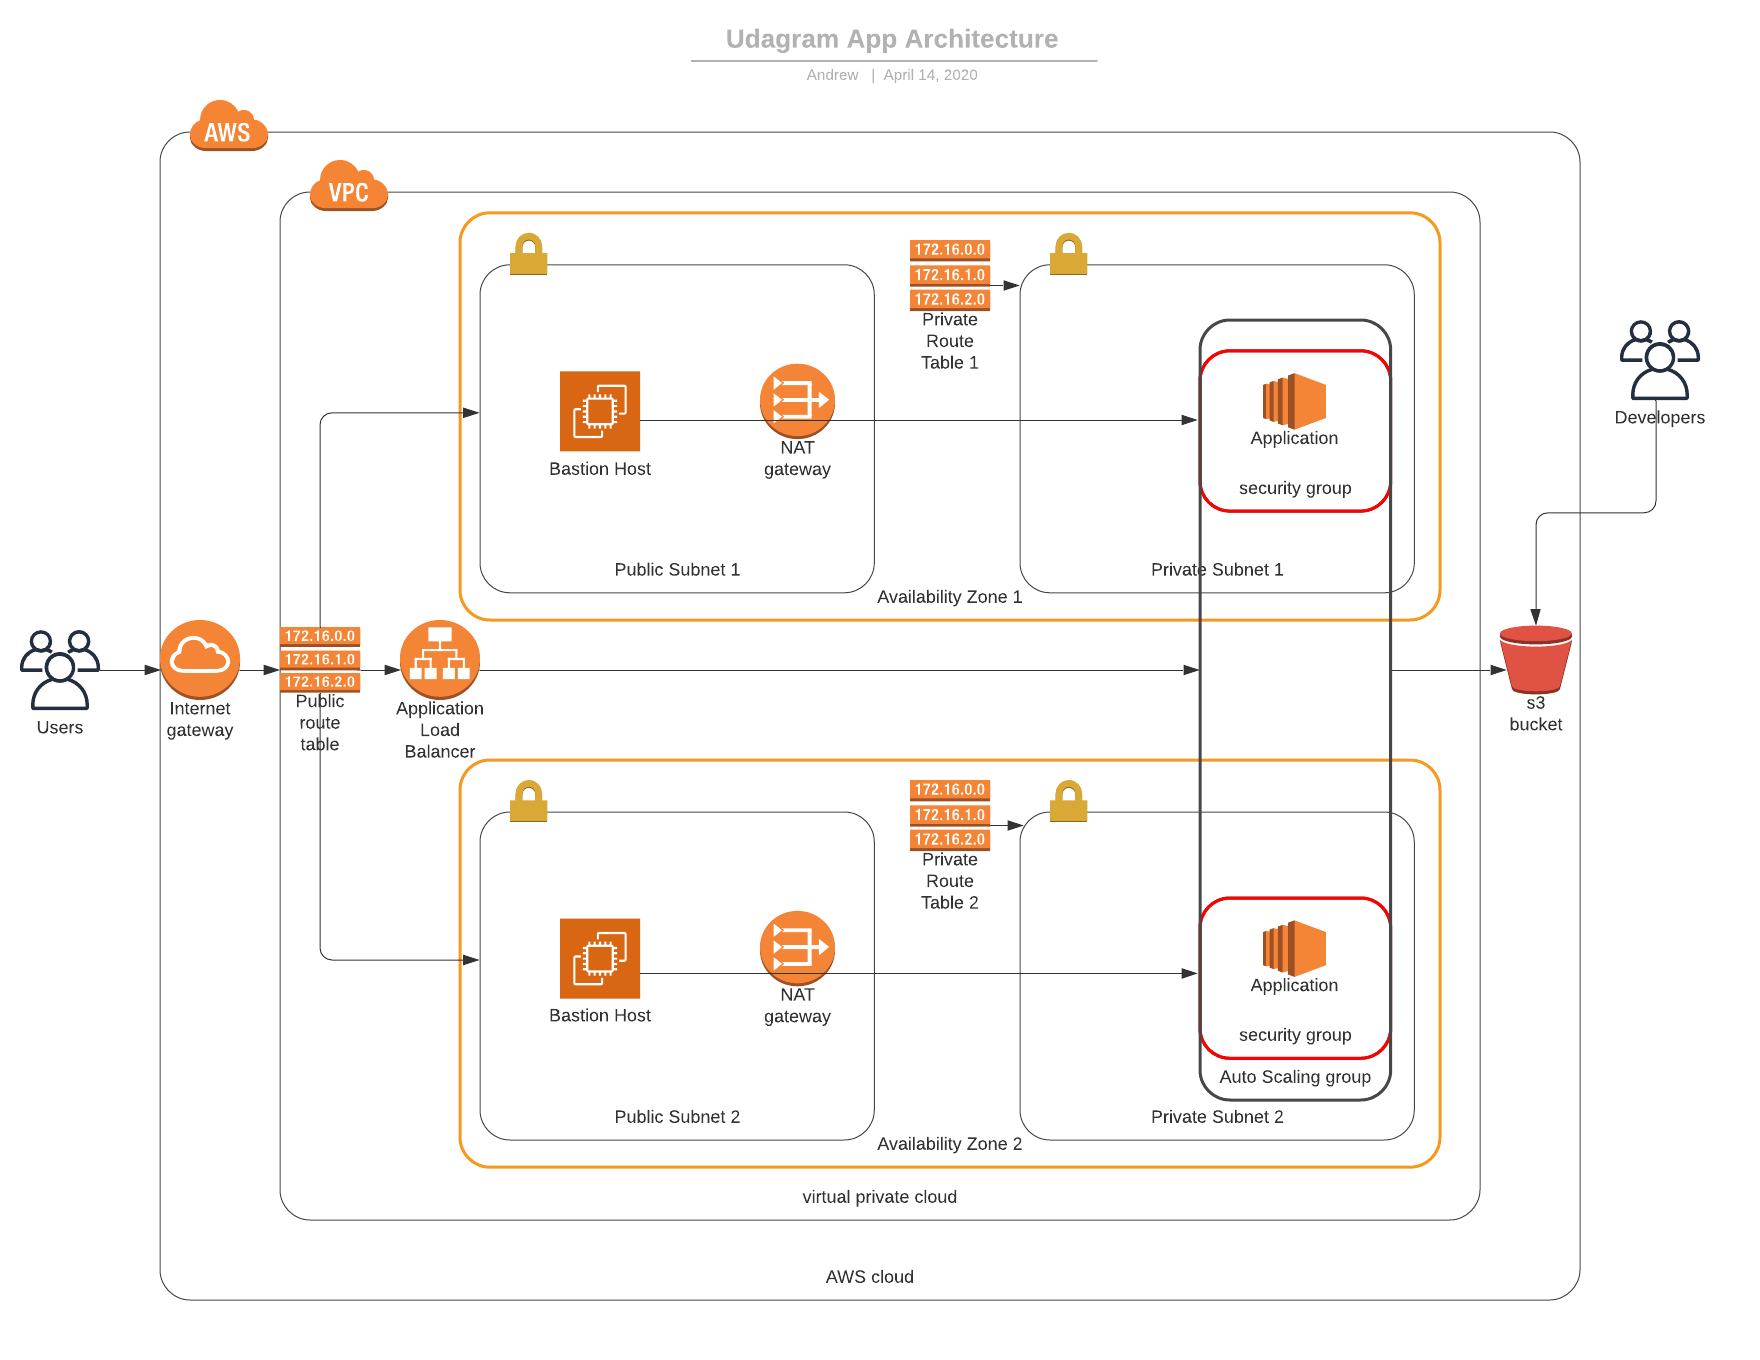 Udagram App Architecture
Andrew | April 14, 2020
AWS
VPC
172.16.0.0
172.16.1.0
172.16.2.0
Private
Route
Table 1
Bastion Host
NAT
gateway
Application
security group
Public Subnet 1
Private Subnet 1
Availability Zone 1
Developers
Users
Internet
gateway
172.16.0.0
172.16.1.0
172.16.2.0
Public
route
table
Application
Load
Balancer
s3
bucket
172.16.0.0
172.16.1.0
172.16.2.0
Private
Route
Table 2
Bastion Host
NAT
gateway
Application
security group
Auto Scaling group
Public Subnet 2
Private Subnet 2
Availability Zone 2
virtual private cloud
AWS cloud